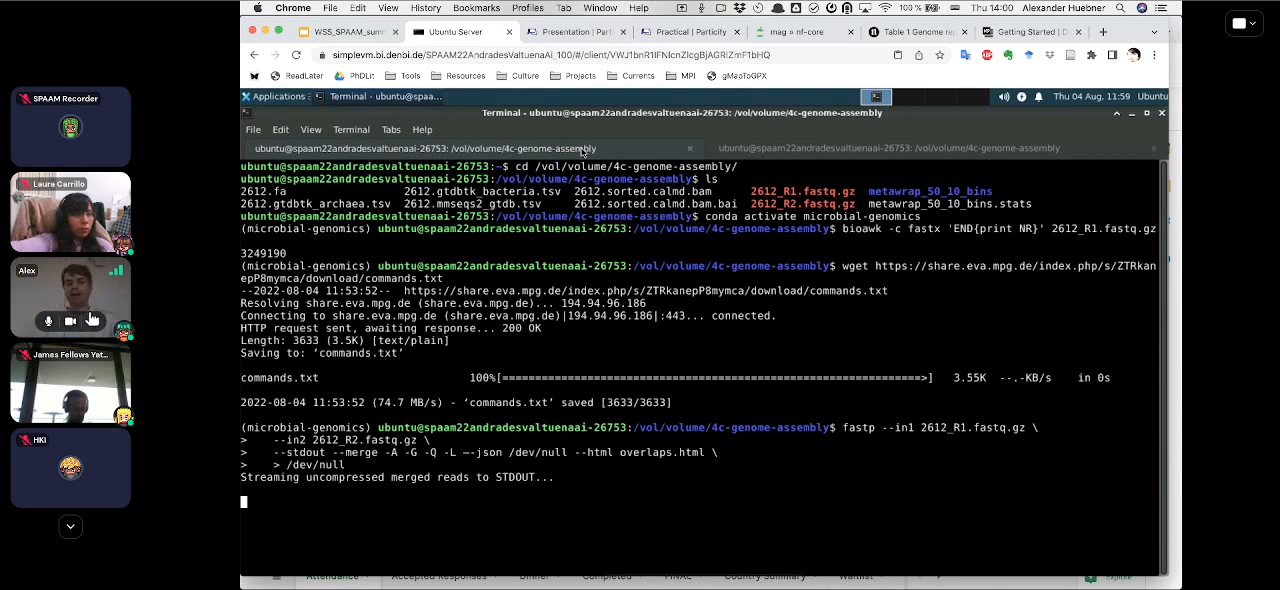 Chrome File Edit View History Bookmarks Profiles Tab Window Help 100% Thu 14:00 Alexander Huebner
WSS_SPAAM_sum Ubuntu Server Presentation | Part Practical | Particify mag » nf-core Table 1 Genome rep Getting Started | D
simplevm.bi.denbi.de/SPAAM22AndradesValtuenaAi_100/#/client/
ReadLater PhDLit Tools Resources Culture Projects Currents MPI gMapToGPX
Applications Terminal - ubuntu@spaa... Thu 04 Aug, 11:59 Ubuntu
Terminal - ubuntu@spaam22andradesvaltuenaai-26753: /vol/volume/4c-genome-assembly
File Edit View Terminal Tabs Help
ubuntu@spaam22andradesvaltuenaai-26753: /vol/volume/4c-genome-assembly ubuntu@spaam22andradesvaltuenaai-26753: /vol/volume/4c-genome-assembly
ubuntu@spaam22andradesvaltuenaai-26753:~$ cd /vol/volume/4c-genome-assembly/
ubuntu@spaam22andradesvaltuenaai-26753:/vol/volume/4c-genome-assembly$ ls
2612.fa 2612.gtdbtk_bacteria.tsv 2612.sorted.calmd.bam 2612_R1.fastq.gz metawrap_50_10_bins
2612.gtdbtk_archaea.tsv 2612.mmseqs2_gtdb.tsv 2612.sorted.calmd.bam.bai 2612_R2.fastq.gz metawrap_50_10_bins.stats
ubuntu@spaam22andradesvaltuenaai-26753:/vol/volume/4c-genome-assembly$ conda activate microbial-genomics
(microbial-genomics) ubuntu@spaam22andradesvaltuenaai-26753:/vol/volume/4c-genome-assembly$ bioawk -c fastx 'END{print NR}' 2612_R1.fastq.gz
3249190
(microbial-genomics) ubuntu@spaam22andradesvaltuenaai-26753:/vol/volume/4c-genome-assembly$ wget https://share.eva.mpg.de/index.php/s/ZTRkan
epP8mymca/download/commands.txt
--2022-08-04 11:53:52-- https://share.eva.mpg.de/index.php/s/ZTRkanepP8mymca/download/commands.txt
Resolving share.eva.mpg.de (share.eva.mpg.de)... 194.94.96.186
Connecting to share.eva.mpg.de (share.eva.mpg.de)|194.94.96.186|:443... connected.
HTTP request sent, awaiting response... 200 OK
Length: 3633 (3.5K) [text/plain]
Saving to: ‘commands.txt’
commands.txt 100%[===================================================================>] 3.55K --.-KB/s in 0s
2022-08-04 11:53:52 (74.7 MB/s) - ‘commands.txt’ saved [3633/3633]
(microbial-genomics) ubuntu@spaam22andradesvaltuenaai-26753:/vol/volume/4c-genome-assembly$ fastp --in1 2612_R1.fastq.gz \
> --in2 2612_R2.fastq.gz \
> --stdout --merge -A -G -Q -L --json /dev/null --html overlaps.html \
> > /dev/null
Streaming uncompressed merged reads to STDOUT...
Attendance Accepted Responses Dinner Completed FINAL Country Summary Waitlist Explore
SPAAM Recorder
Laura Carrillo
Alex
James Fellows Yat...
HKI